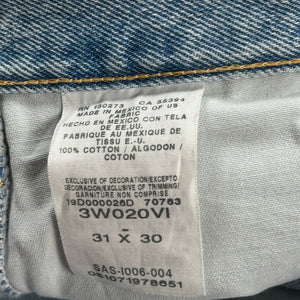 RN 130273 CA 55394
MADE IN MEXICO OF US
FABRIC
HECHO EN MEXICO CON TELA
DE EE.UU.
FABRIQUE AU MEXIQUE DE
TISSU E.-U.
100% COTTON / ALGODON /
COTON
EXCLUSIVE OF DECORATION/EXCEPTO
DECORACION/EXCLUSIVE OF TRIMMING/
GARNITURE NON COMPRISE
19D000026D 70763
3W020VI
-
31 X 30
SAS-I006-004
051071978651